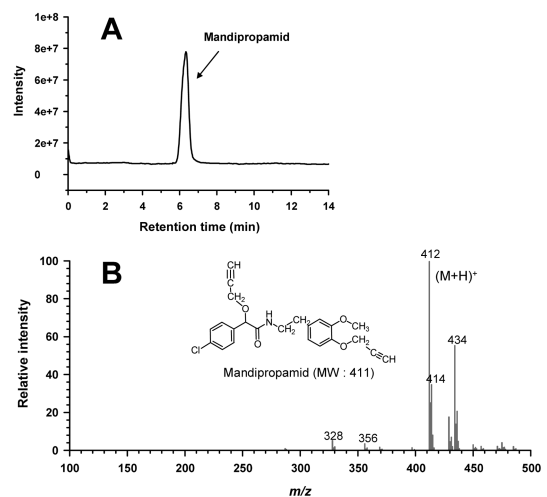 A
Mandipropamid
Intensity
1e+8
8e+7
6e+7
4e+7
2e+7
0
0 2 4 6 8 10 12 14
Retention time (min)
B
Relative intensity
100
80
60
40
20
0
412
(M+H)+
434
414
328
356
CH
CH2
O
H
N
CH2
CH2
O
CH3
O
CH2
CH
Cl
O
Mandipropamid (MW : 411)
100 150 200 250 300 350 400 450 500
m/z